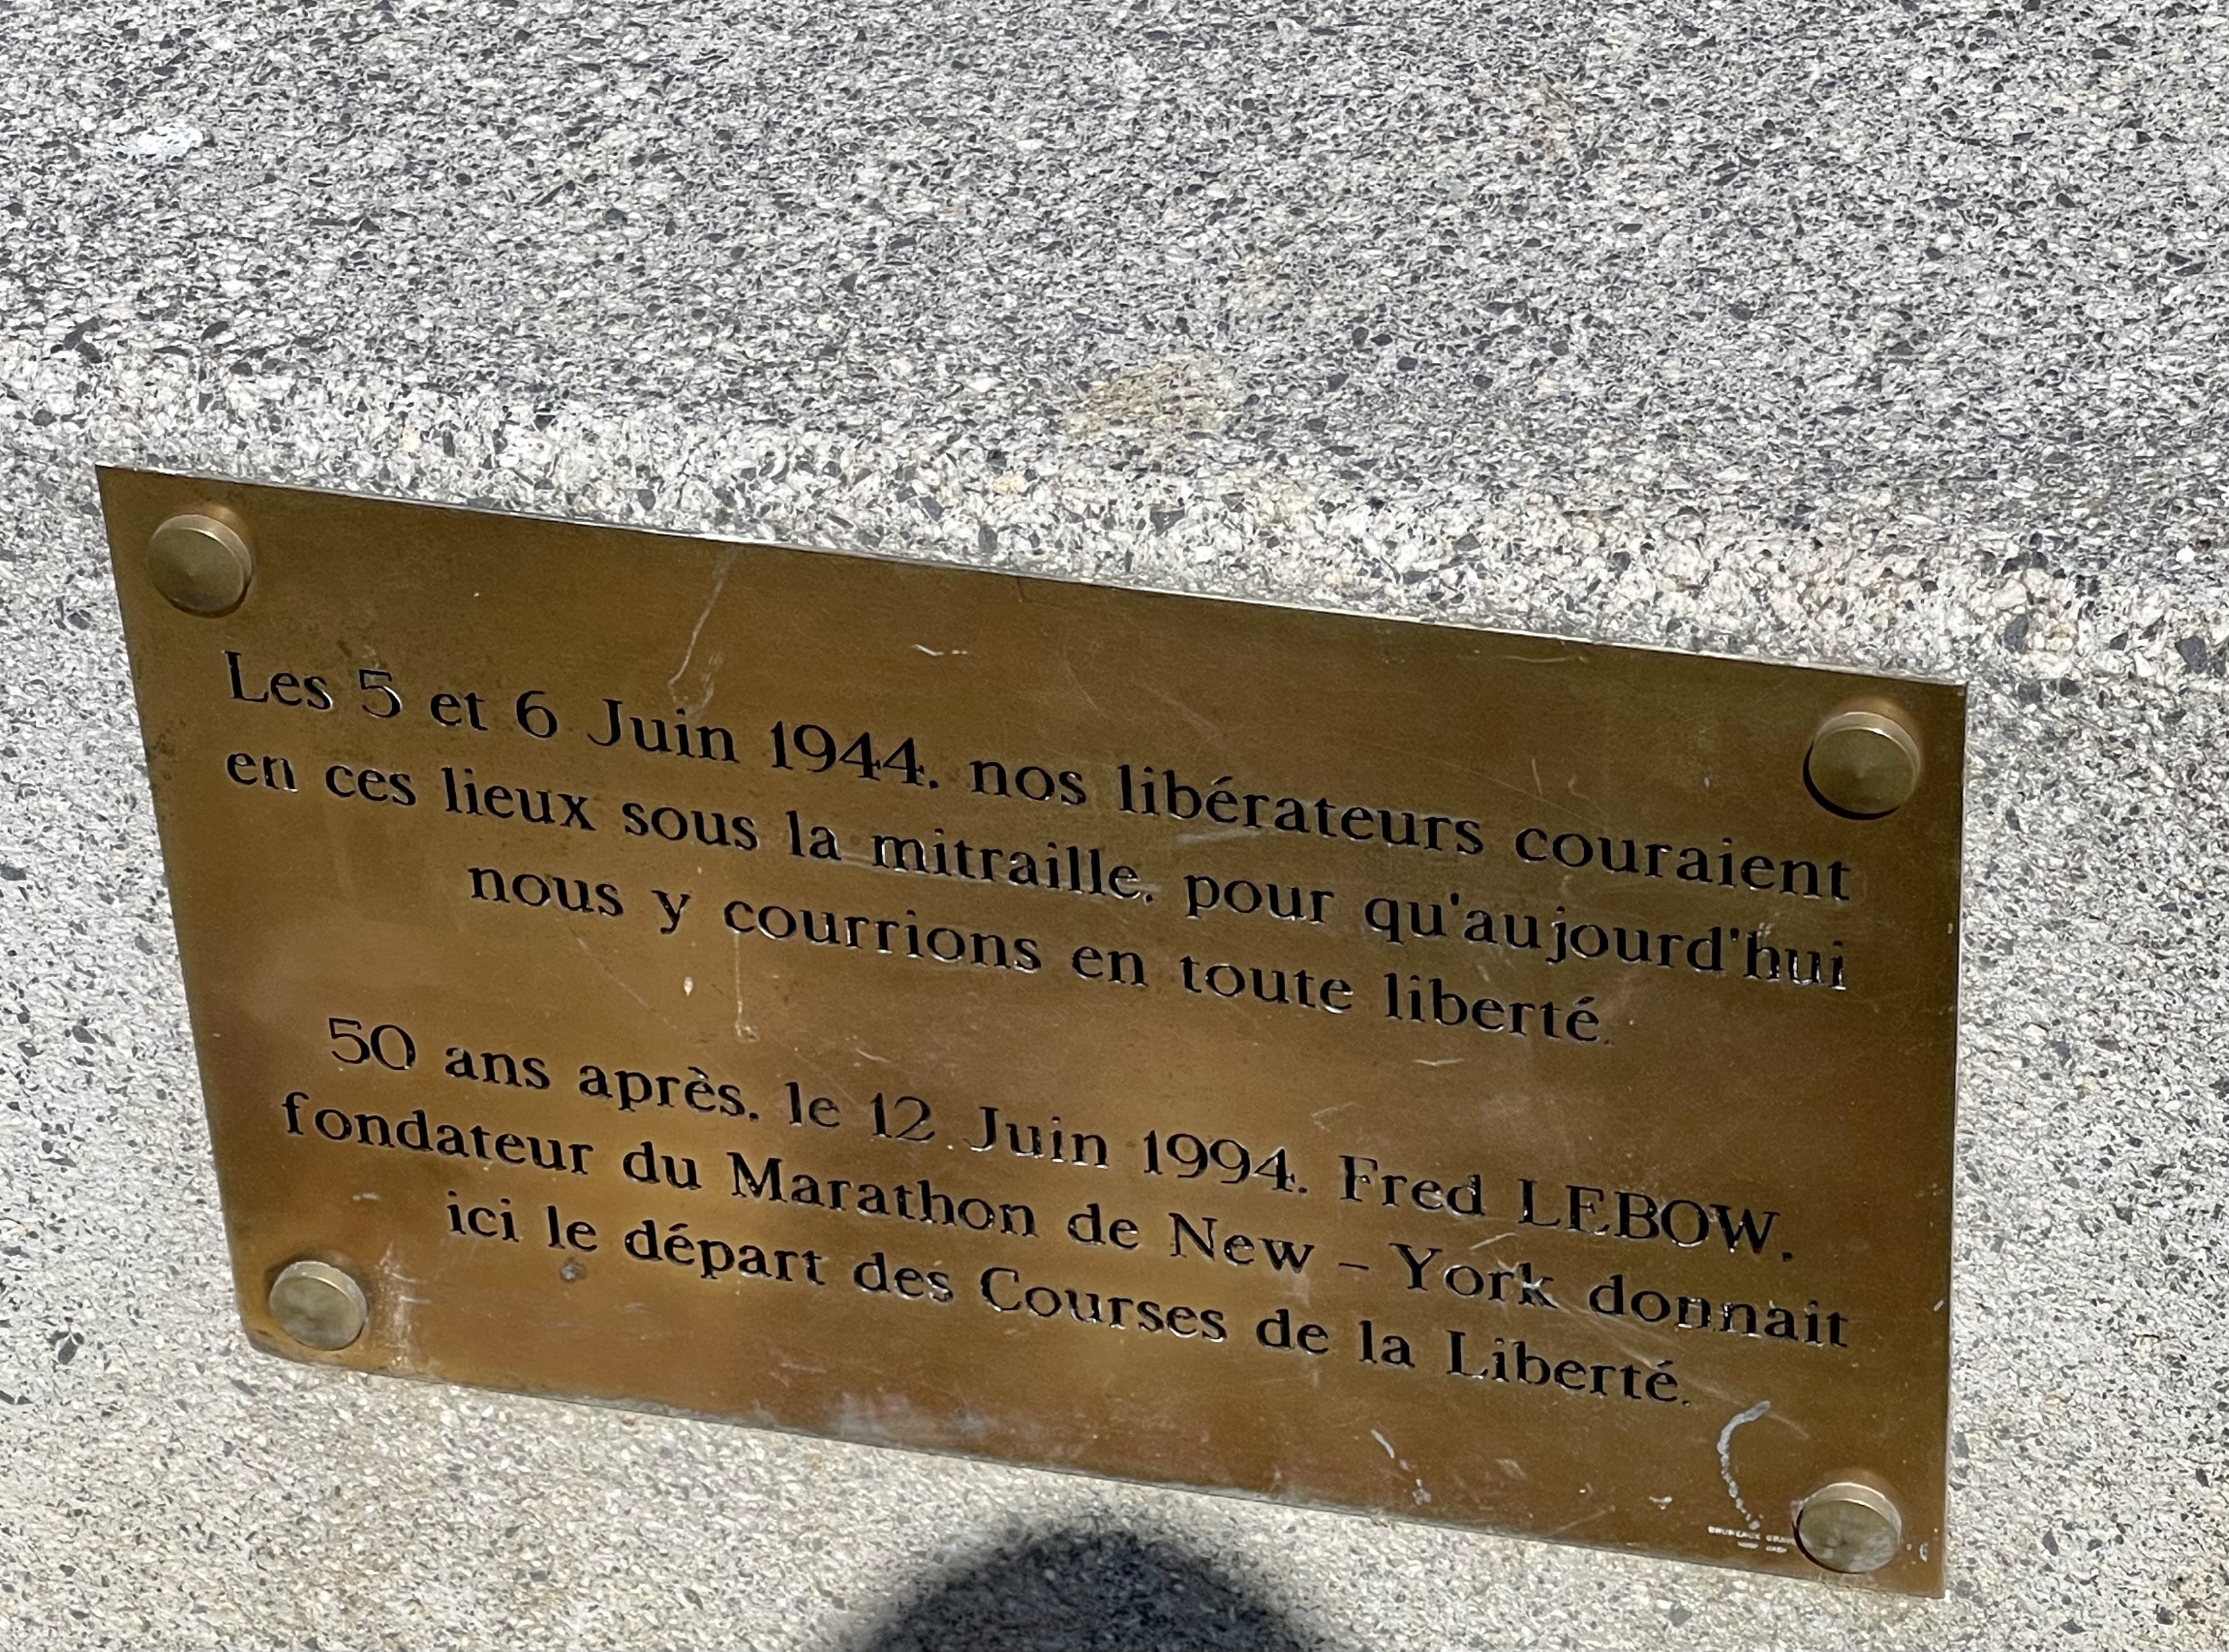 Les 5 et 6 Juin 1944, nos libérateurs couraient
en ces lieux sous la mitraille, pour qu'aujourd'hui
nous y courrions en toute liberté.
50 ans après, le 12 Juin 1994, Fred LEBOW,
fondateur du Marathon de New - York donnait
ici le départ des Courses de la Liberté.